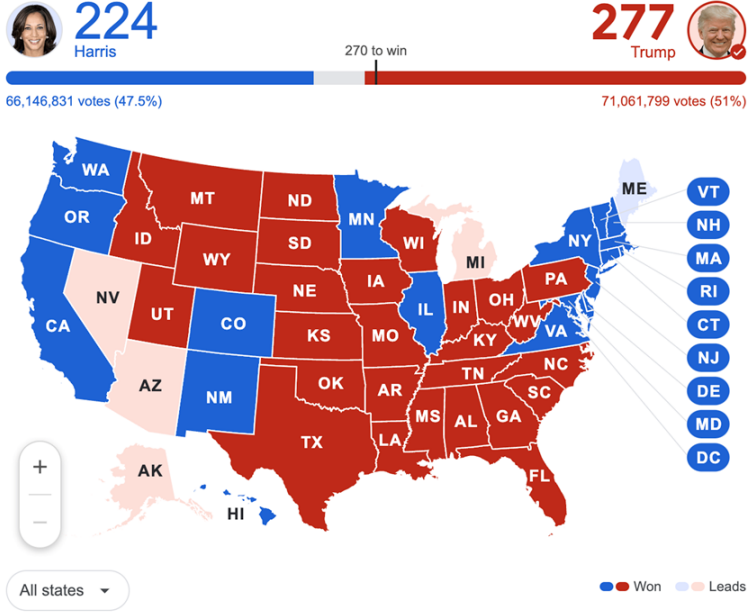 224
Harris
277
Trump
270 to win
66,146,831 votes (47.5%)
71,061,799 votes (51%)
WA
MT
ND
MN
ME
VT
OR
ID
SD
WI
NY
NH
WY
MI
MA
NV
NE
IA
PA
RI
CA
UT
CO
IL
IN
OH
CT
KS
MO
KY
WV
VA
NJ
AZ
NM
OK
AR
TN
NC
DE
TX
MS
AL
GA
SC
MD
LA
DC
AK
FL
HI
+
−
All states
Won
Leads